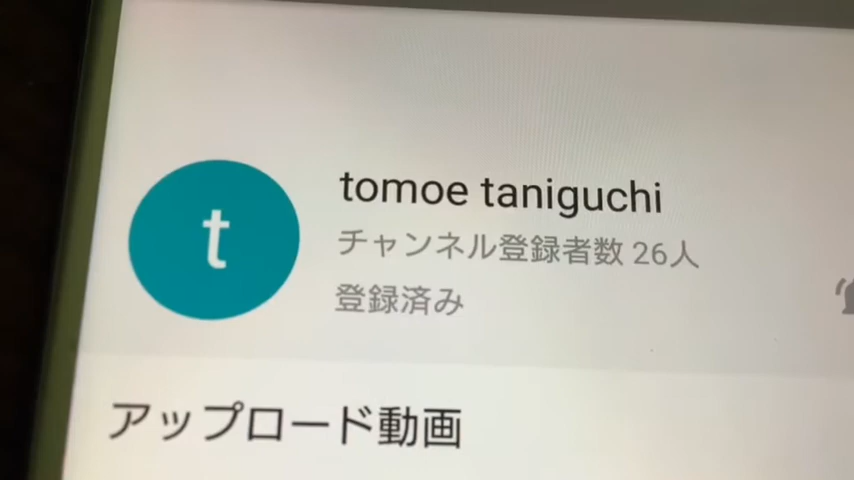 t
tomoe taniguchi
チャンネル登録者数 26人
登録済み
アップロード動画